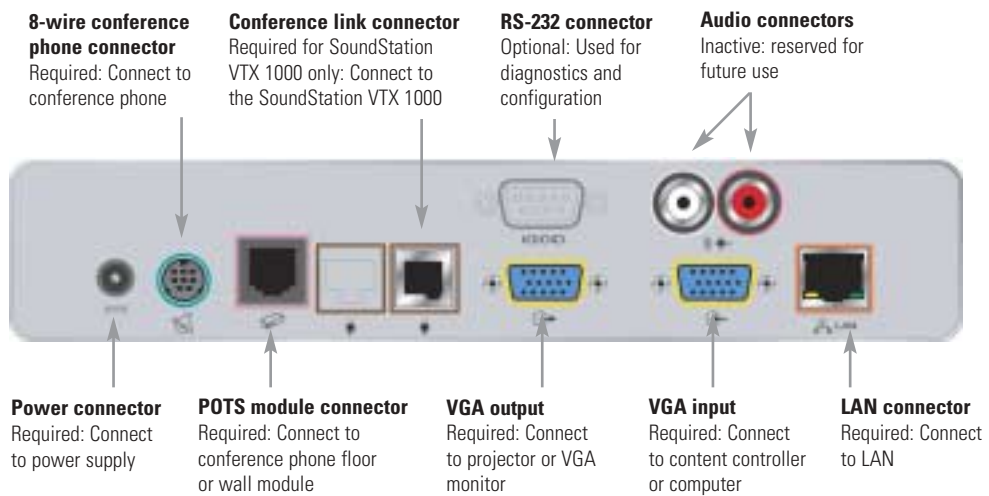 8-wire conference
phone connector
Required: Connect to
conference phone
Conference link connector
Required for SoundStation
VTX 1000 only: Connect to
the SoundStation VTX 1000
RS-232 connector
Optional: Used for
diagnostics and
configuration
Audio connectors
Inactive: reserved for
future use
LAN
Power connector
Required: Connect
to power supply
POTS module connector
Required: Connect to
conference phone floor
or wall module
VGA output
Required: Connect
to projector or VGA
monitor
VGA input
Required: Connect
to content controller
or computer
LAN connector
Required: Connect
to LAN